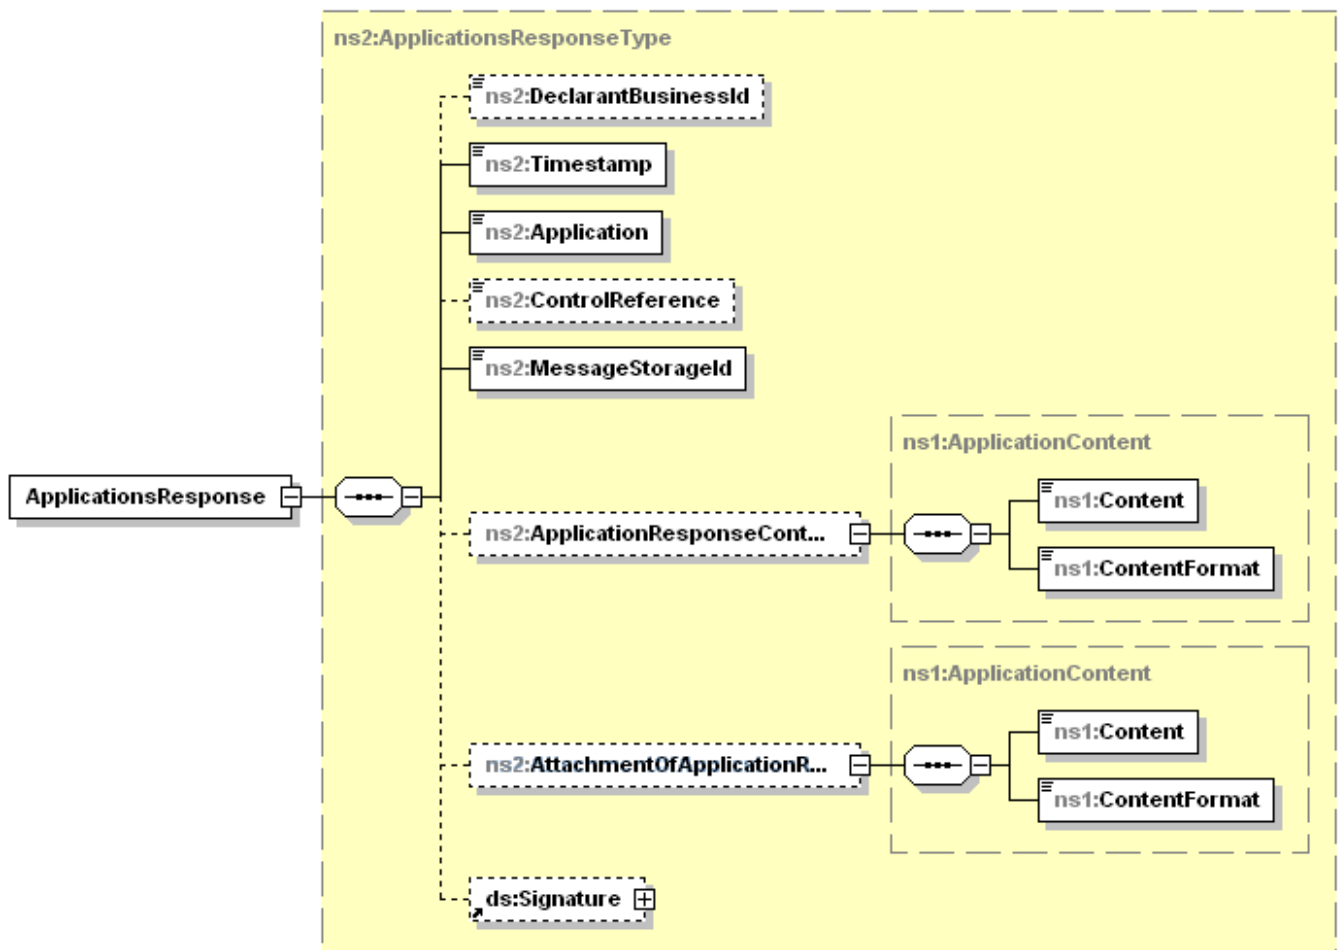 ns2:ApplicationsResponseType
ns2:DeclarantBusinessId
ns2:Timestamp
ns2:Application
ns2:ControlReference
ns2:MessageStorageId
ns1:ApplicationContent
ApplicationsResponse
ns1:Content
ns2:ApplicationResponseCont...
ns1:ContentFormat
ns1:ApplicationContent
ns1:Content
ns2:AttachmentOfApplicationR...
ns1:ContentFormat
ds:Signature